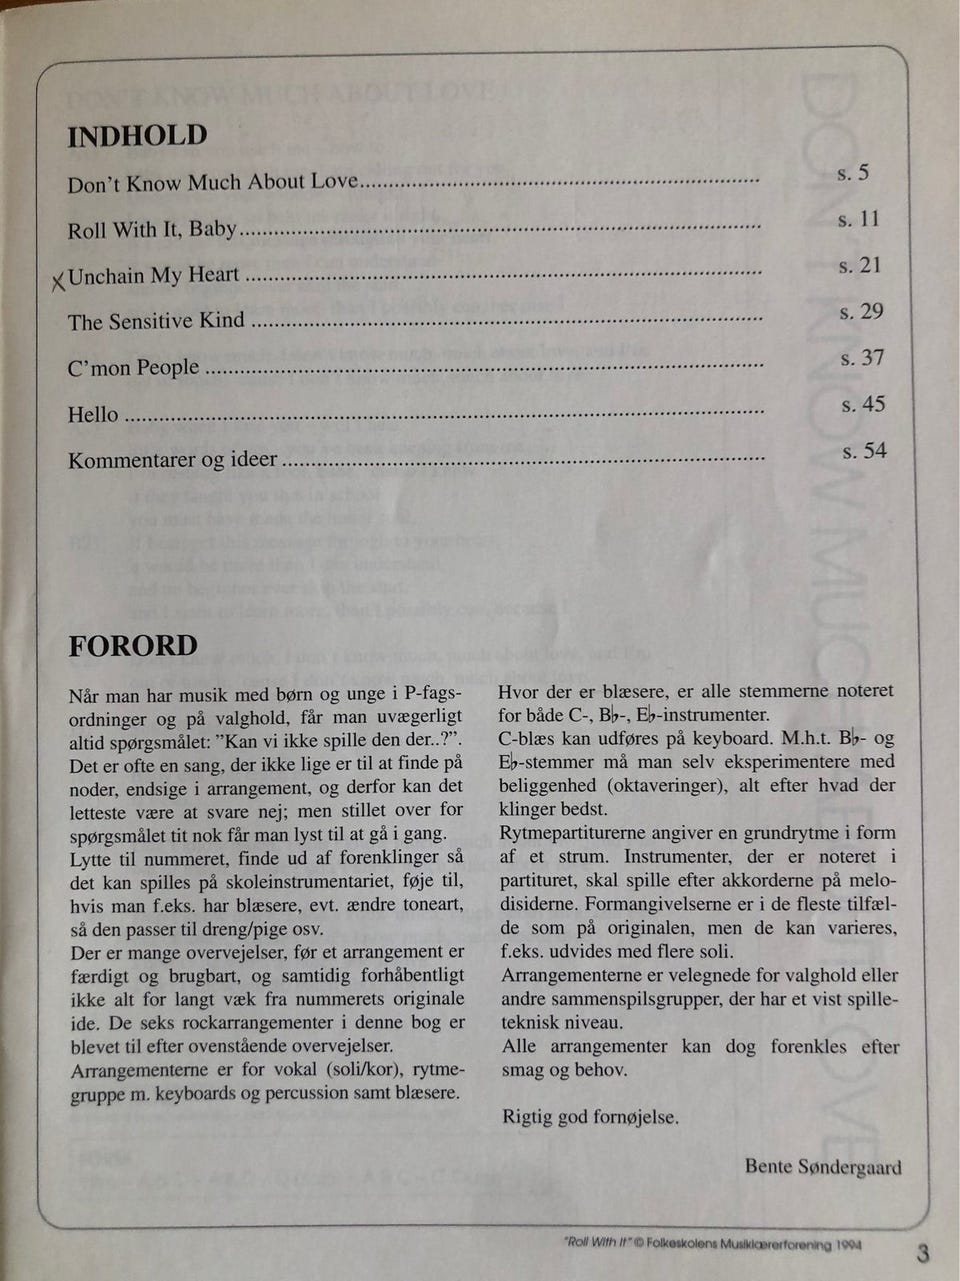 INDHOLD
Don't Know Much About Love.......................................................................... s. 5
Roll With It, Baby.......................................................................... s. 11
x Unchain My Heart .......................................................................... s. 21
The Sensitive Kind .......................................................................... s. 29
C'mon People .......................................................................... s. 37
Hello .......................................................................... s. 45
Kommentarer og ideer.......................................................................... s. 54
FORORD
Når man har musik med børn og unge i P-fags-
ordninger og på valghold, får man uvægerligt
altid spørgsmålet: "Kan vi ikke spille den der..?".
Det er ofte en sang, der ikke lige er til at finde på
noder, endsige i arrangement, og derfor kan det
letteste være at svare nej; men stillet over for
spørgsmålet tit nok får man lyst til at gå i gang.
Lytte til nummeret, finde ud af forenklinger så
det kan spilles på skoleinstrumentariet, føje til,
hvis man f.eks. har blæsere, evt. ændre toneart,
så den passer til dreng/pige osv.
Der er mange overvejelser, før et arrangement er
færdigt og brugbart, og samtidig forhåbentligt
ikke alt for langt væk fra nummerets originale
ide. De seks rockarrangementer i denne bog er
blevet til efter ovenstående overvejelser.
Arrangementerne er for vokal (soli/kor), rytme-
gruppe m. keyboards og percussion samt blæsere.
Hvor der er blæsere, er alle stemmerne noteret
for både C-, B♭-, E♭-instrumenter.
C-blæs kan udføres på keyboard. M.h.t. B♭- og
E♭-stemmer må man selv eksperimentere med
beliggenhed (oktaveringer), alt efter hvad der
klinger bedst.
Rytmepartiturerne angiver en grundrytme i form
af et strum. Instrumenter, der er noteret i
partituret, skal spille efter akkorderne på melo-
disiderne. Formangivelserne er i de fleste tilfæl-
de som på originalen, men de kan varieres,
f.eks. udvides med flere soli.
Arrangementerne er velegnede for valghold eller
andre sammenspilsgrupper, der har et vist spille-
teknisk niveau.
Alle arrangementer kan dog forenkles efter
smag og behov.
Rigtig god fornøjelse.
Bente Søndergaard
"Roll With It" © Folkeskolens Musiklærerforening 1994
3